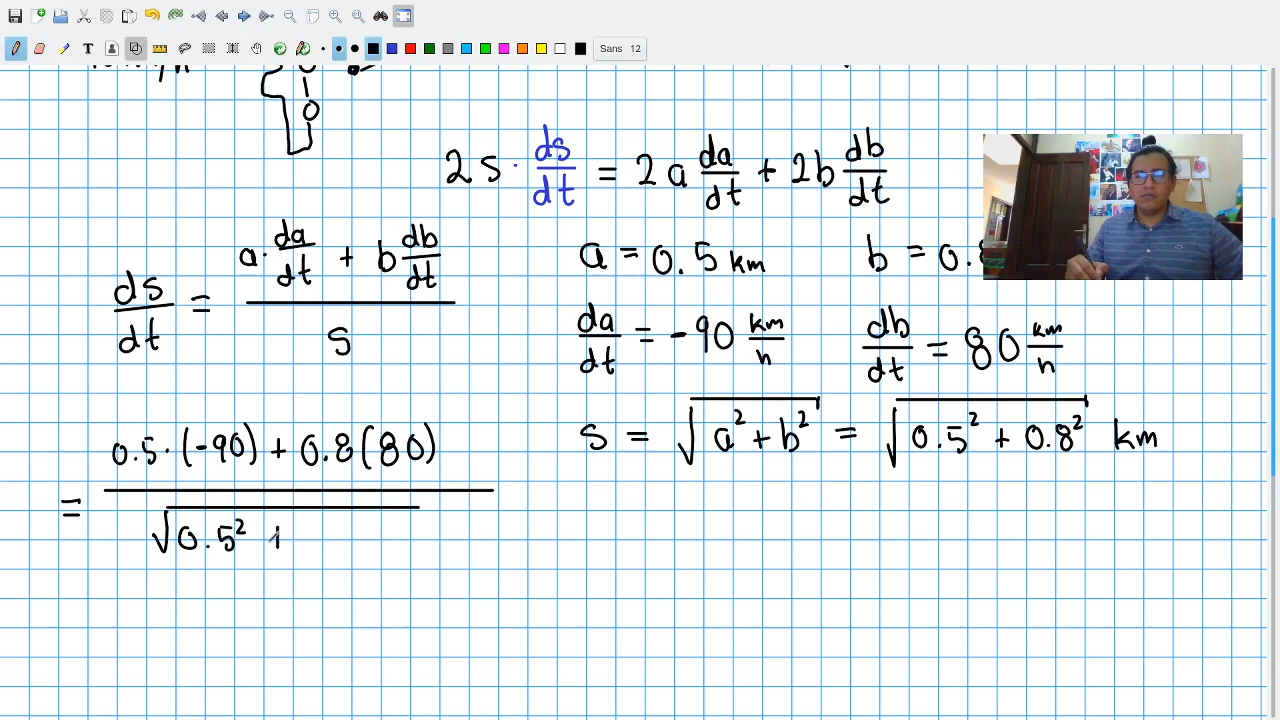 Sans 12
2s · ds/dt = 2a da/dt + 2b db/dt
ds/dt = (a · da/dt + b db/dt) / s
a = 0.5 km
b = 0.8
da/dt = -90 km/h
db/dt = 80 km/h
s = √(a² + b²) = √(0.5² + 0.8²) km
= (0.5 · (-90) + 0.8(80)) / √(0.5² +